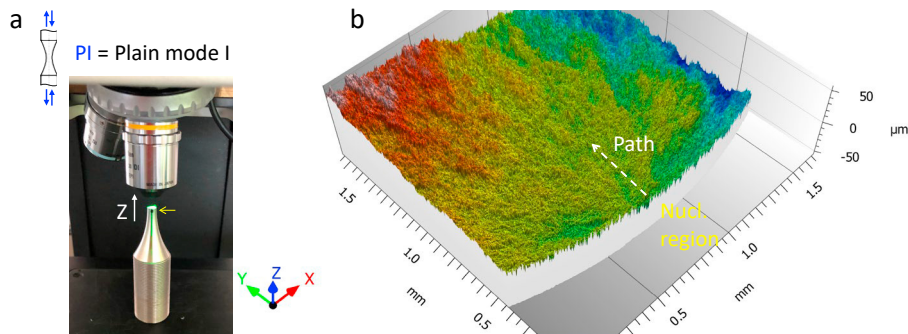 a
PI = Plain mode I
Z
Y
Z
X
b
Path
Nucl.
region
50
0
-50
µm
1.5
1.0
0.5
mm
0.5
1.0
1.5
mm